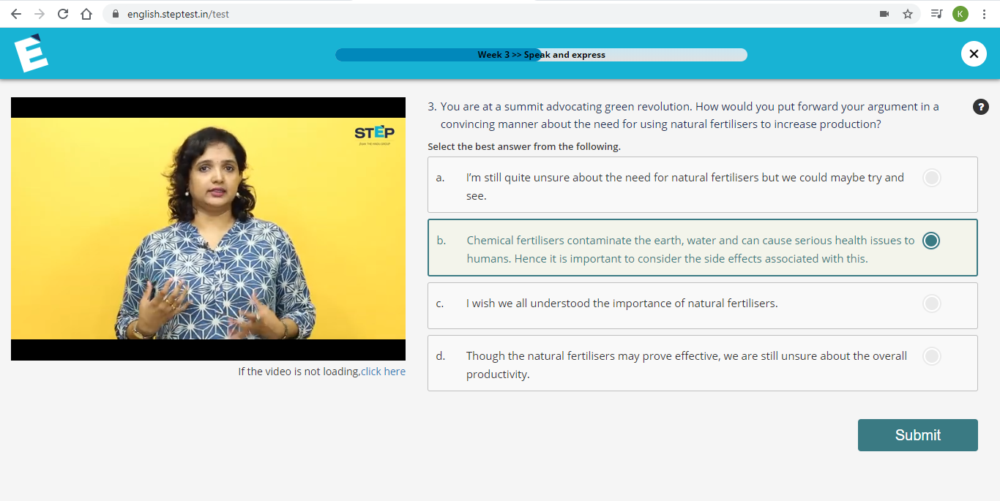 english.steptest.in/test
K
E
Week 3 >> Speak and express
STEP
from THE HINDU GROUP
3. You are at a summit advocating green revolution. How would you put forward your argument in a
convincing manner about the need for using natural fertilisers to increase production?
?
Select the best answer from the following.
a. I'm still quite unsure about the need for natural fertilisers but we could maybe try and
see.
b. Chemical fertilisers contaminate the earth, water and can cause serious health issues to
humans. Hence it is important to consider the side effects associated with this.
c. I wish we all understood the importance of natural fertilisers.
d. Though the natural fertilisers may prove effective, we are still unsure about the overall
productivity.
If the video is not loading,click here
Submit